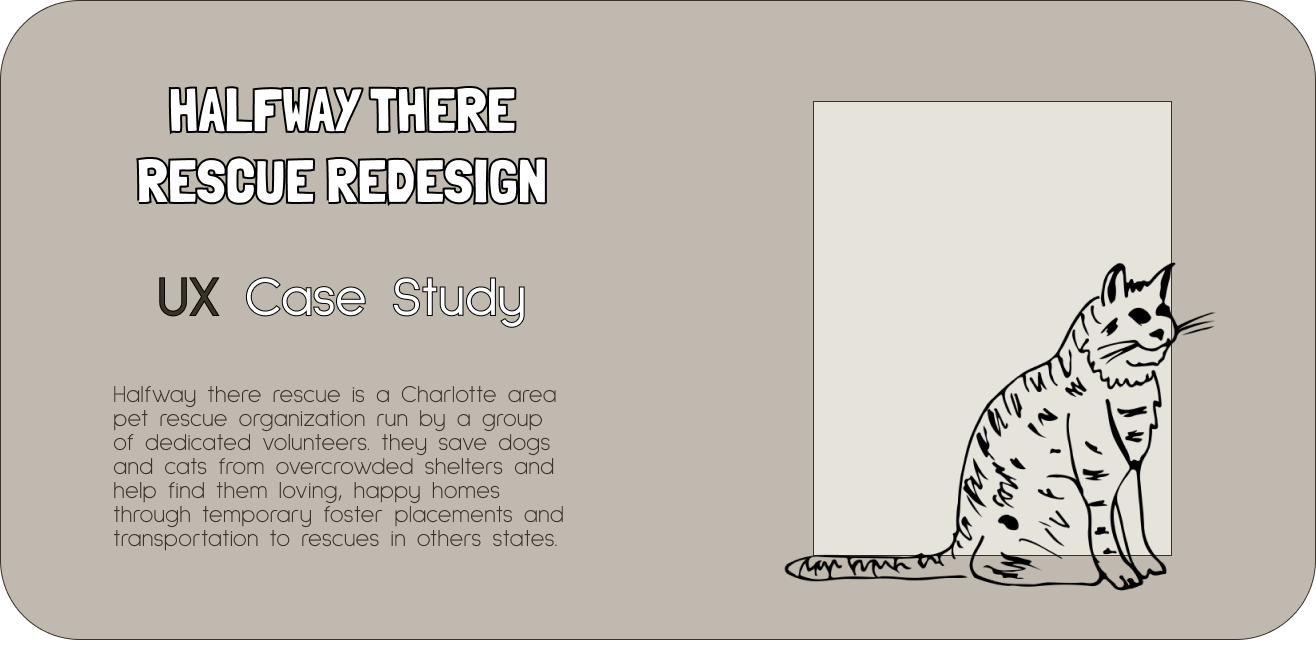 HALFWAY THERE
RESCUE REDESIGN
UX Case Study
Halfway there rescue is a Charlotte area
pet rescue organization run by a group
of dedicated volunteers. they save dogs
and cats from overcrowded shelters and
help find them loving, happy homes
through temporary foster placements and
transportation to rescues in others states.